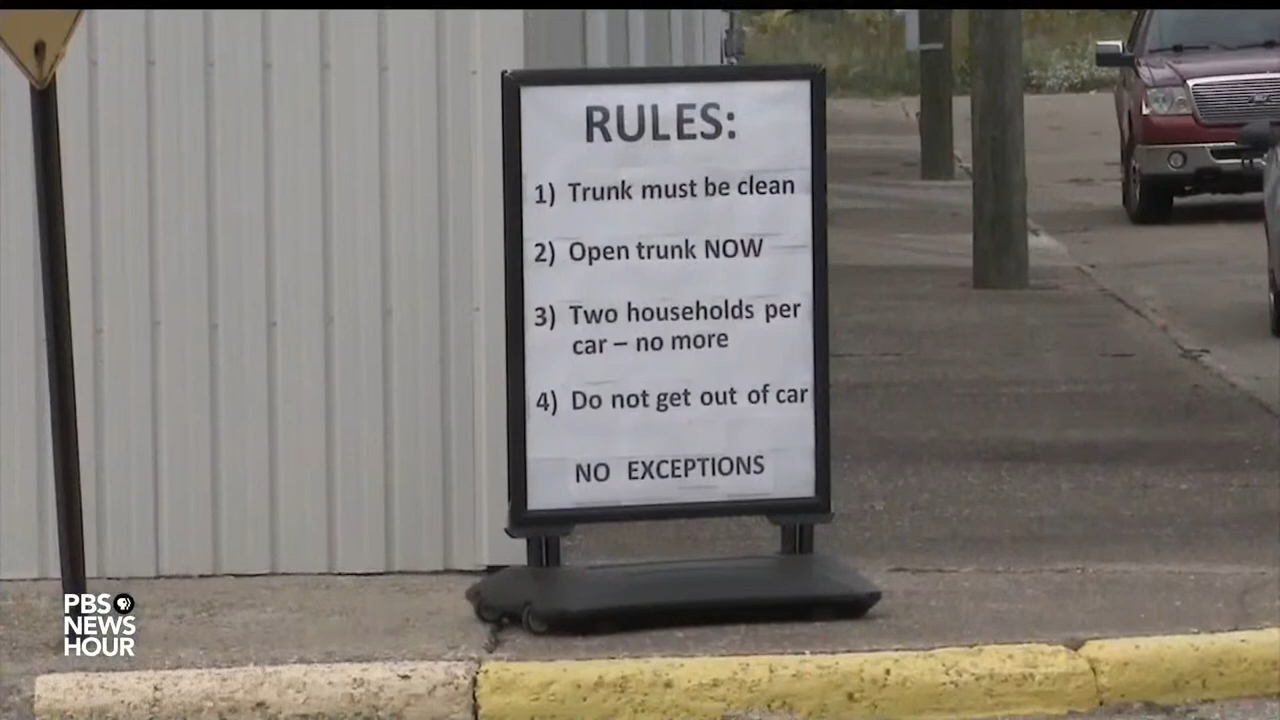 RULES:
1) Trunk must be clean
2) Open trunk NOW
3) Two households per
car – no more
4) Do not get out of car
NO EXCEPTIONS
PBS
NEWS
HOUR